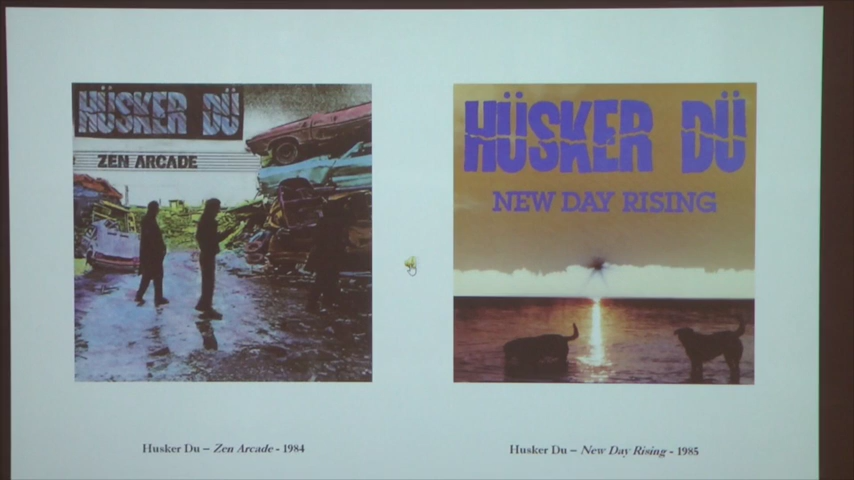 HÜSKER DÜ
ZEN ARCADE
HÜSKER DÜ
NEW DAY RISING
Husker Du – Zen Arcade - 1984
Husker Du – New Day Rising - 1985